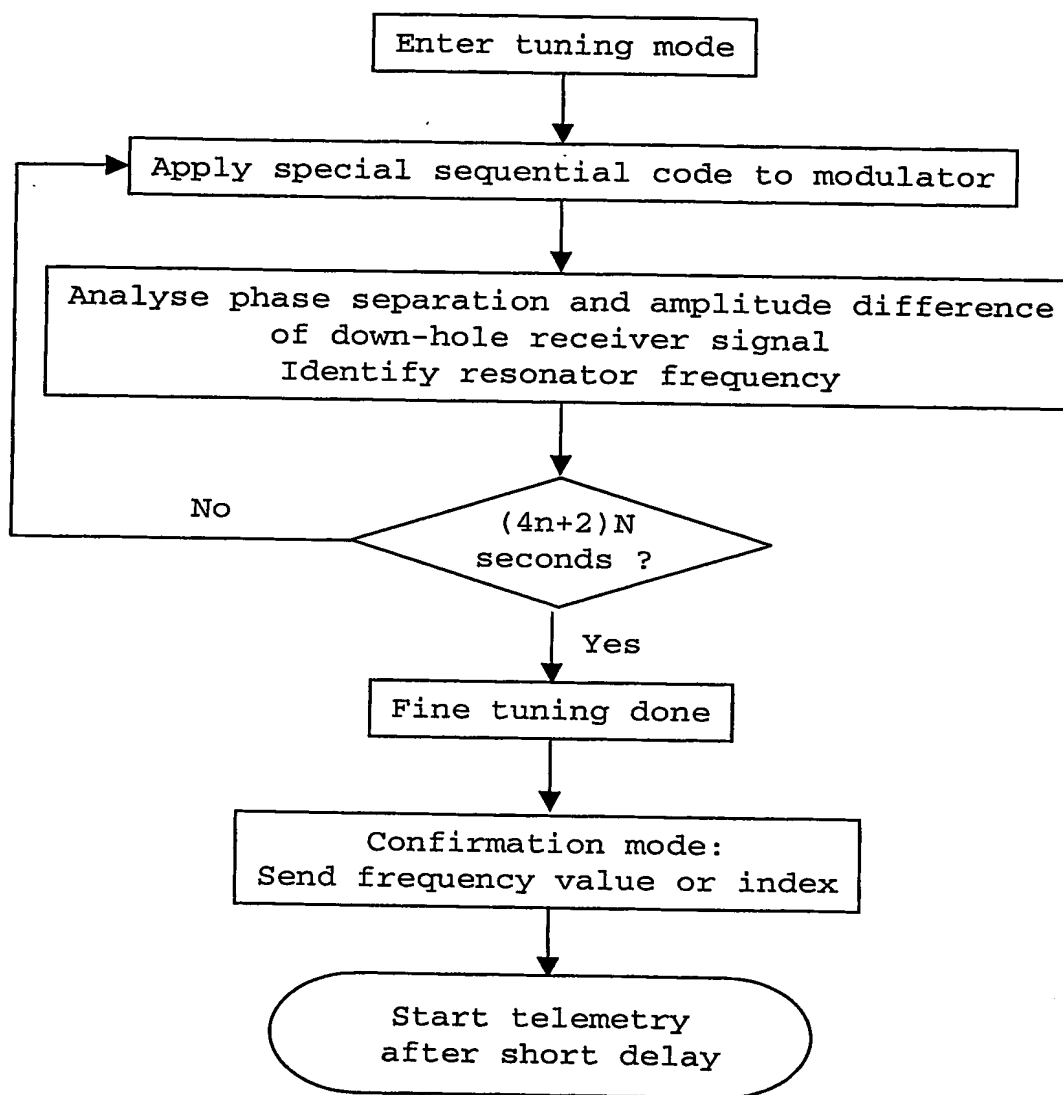 Enter tuning mode
Apply special sequential code to modulator
Analyse phase separation and amplitude difference
of down-hole receiver signal
Identify resonator frequency
No
(4n+2)N
seconds ?
Yes
Fine tuning done
Confirmation mode:
Send frequency value or index
Start telemetry
after short delay